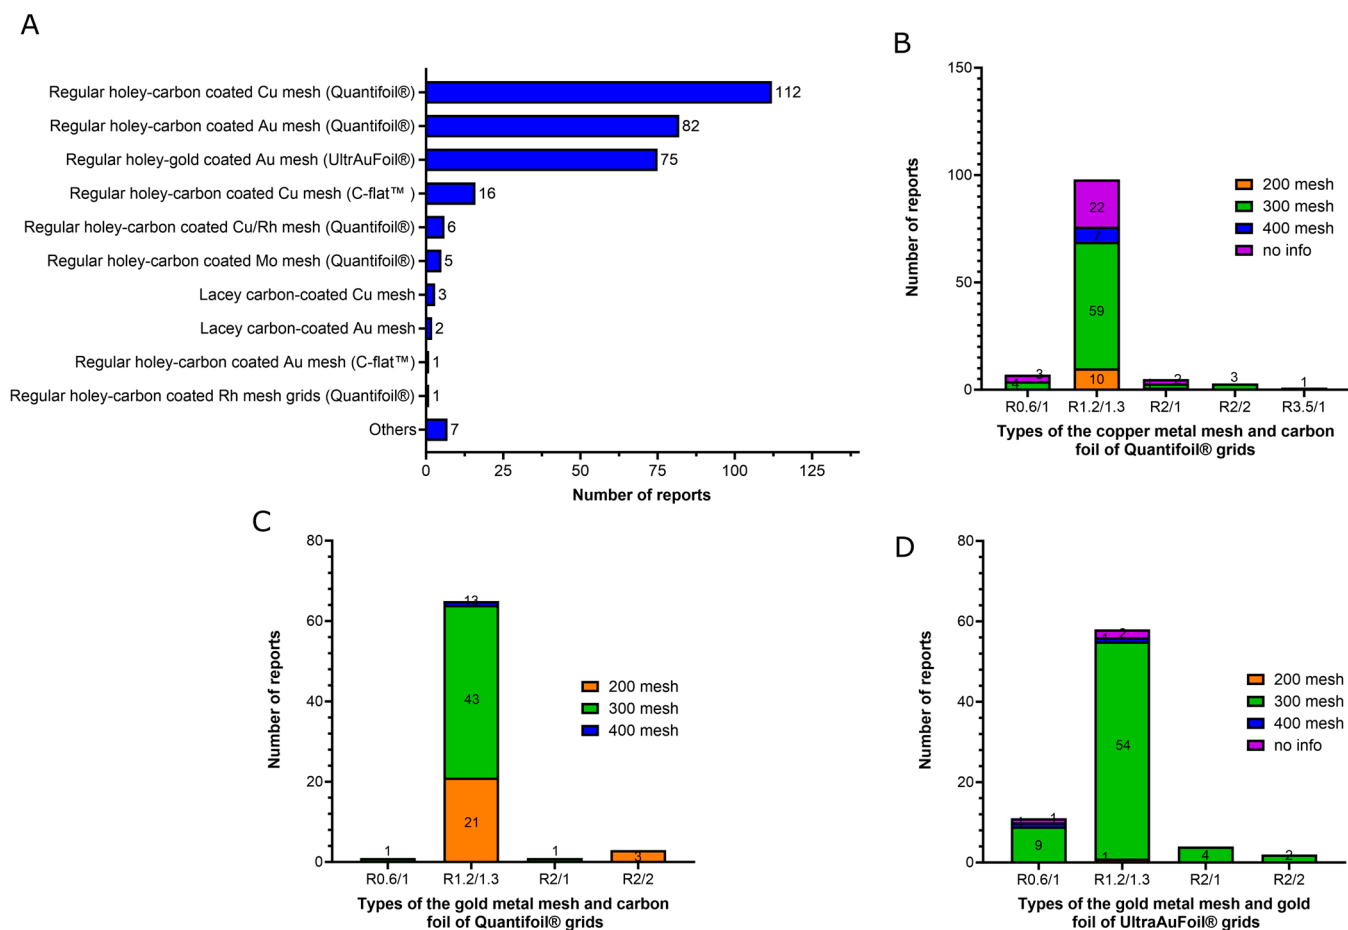 A
Regular holey-carbon coated Cu mesh (Quantifoil®) 112
Regular holey-carbon coated Au mesh (Quantifoil®) 82
Regular holey-gold coated Au mesh (UltrAuFoil®) 75
Regular holey-carbon coated Cu mesh (C-flat™ ) 16
Regular holey-carbon coated Cu/Rh mesh (Quantifoil®) 6
Regular holey-carbon coated Mo mesh (Quantifoil®) 5
Lacey carbon-coated Cu mesh 3
Lacey carbon-coated Au mesh 2
Regular holey-carbon coated Au mesh (C-flat™) 1
Regular holey-carbon coated Rh mesh grids (Quantifoil®) 1
Others 7
0 25 50 75 100 125
Number of reports
B
Number of reports
150
100
50
0
200 mesh
300 mesh
400 mesh
no info
22
7
59
10
3
4
1 2
3
1
R0.6/1 R1.2/1.3 R2/1 R2/2 R3.5/1
Types of the copper metal mesh and carbon
foil of Quantifoil® grids
C
Number of reports
80
60
40
20
0
200 mesh
300 mesh
400 mesh
13
43
21
1
1
3
R0.6/1 R1.2/1.3 R2/1 R2/2
Types of the gold metal mesh and carbon
foil of Quantifoil® grids
D
Number of reports
80
60
40
20
0
200 mesh
300 mesh
400 mesh
no info
1 2
54
1
1 1
9
4
2
R0.6/1 R1.2/1.3 R2/1 R2/2
Types of the gold metal mesh and gold
foil of UltraAuFoil® grids